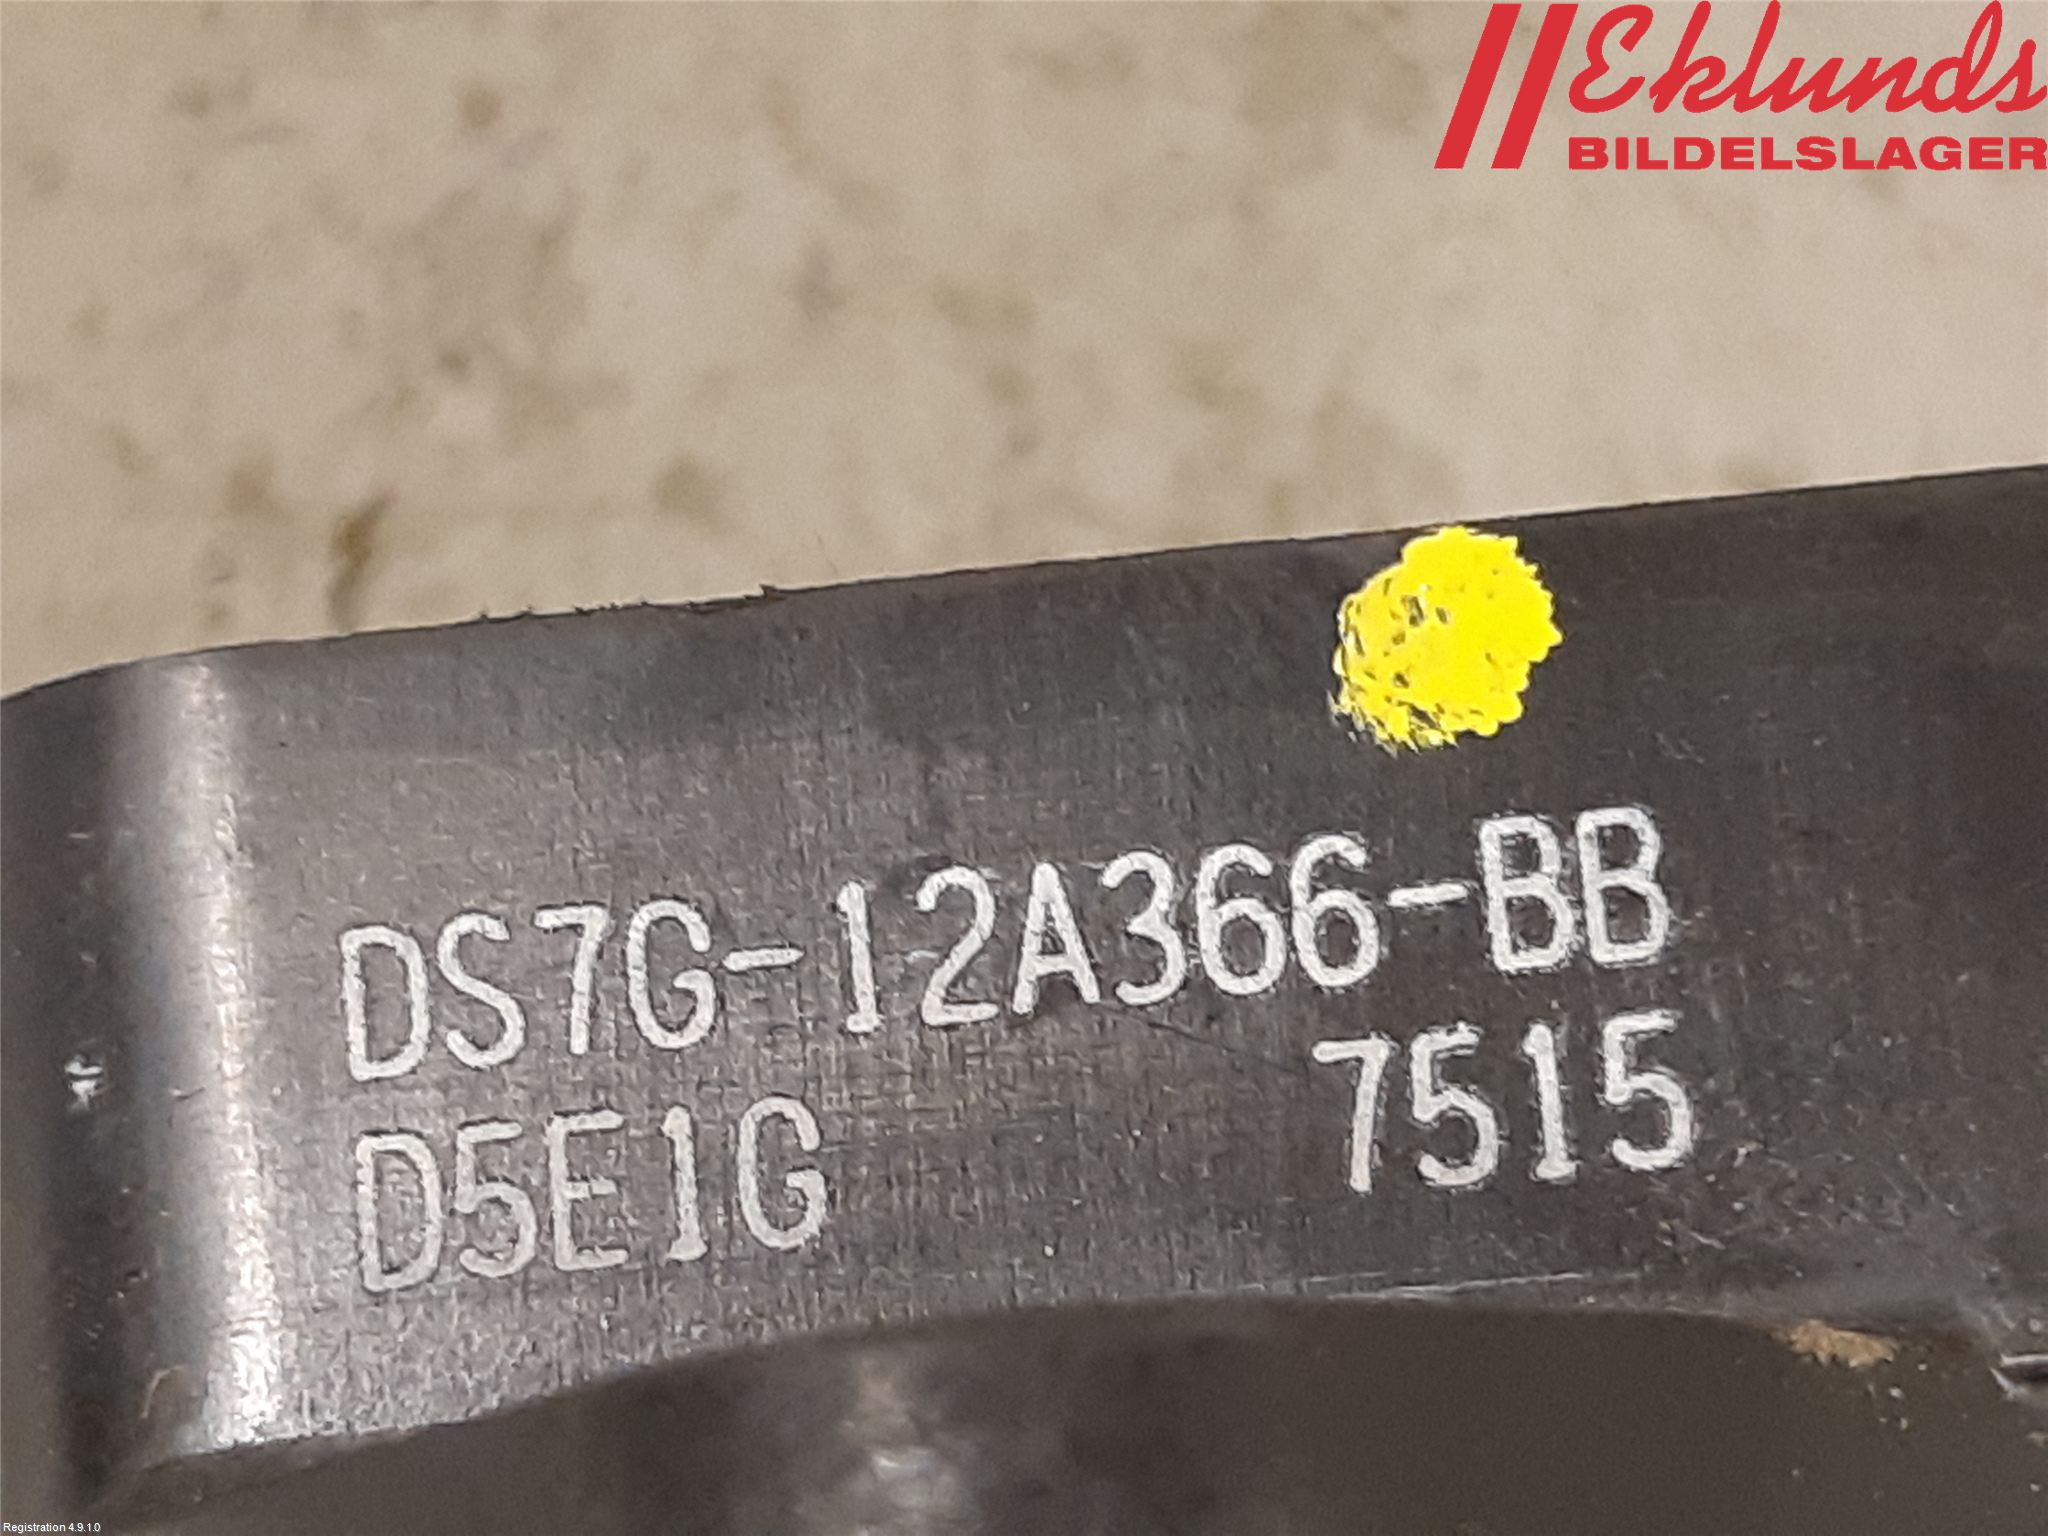 Eklunds
BILDELSLAGER
DS7G-12A366-BB
D5E1G 7515
Registration 4.9.1.0